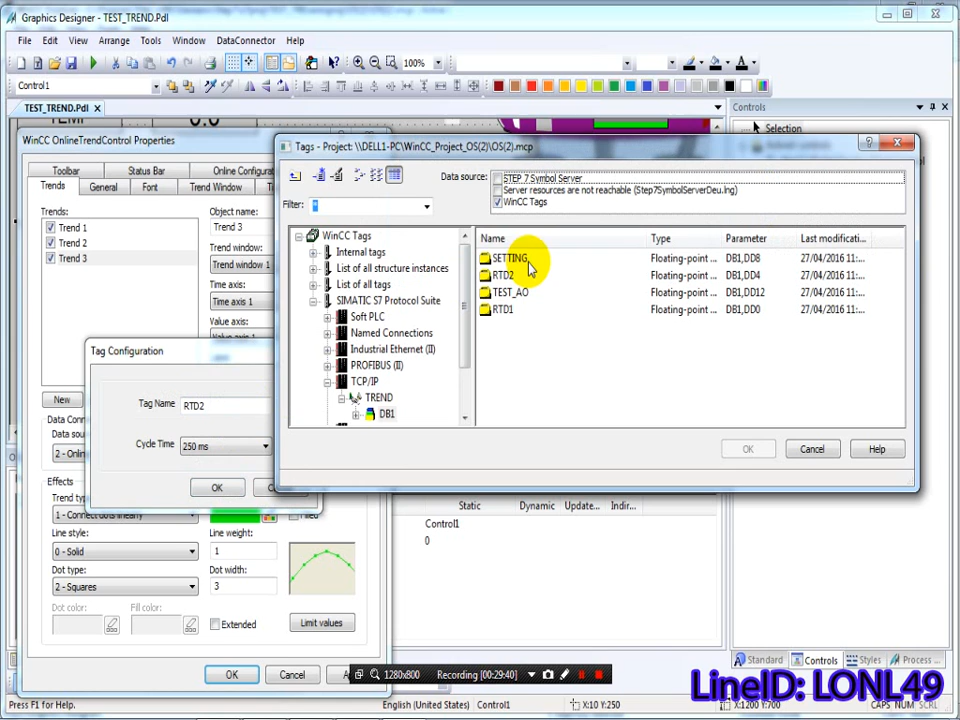 Graphics Designer - TEST_TREND.Pdl
File Edit View Arrange Tools Window DataConnector Help
100%
Control1
TEST_TREND.Pdl X
Controls
Selection
WinCC OnlineTrendControl Properties
Toolbar Status Bar Online Configura
Trends General Font Trend Window
Trends:
Trend 1
Trend 2
Trend 3
Object name:
Trend 3
Trend window:
Trend window 1
Time axis:
Time axis 1
Value axis:
New
Data Conn
Data sour
2 - Onlin
Effects
Trend typ
1 - Connect dots linearly
Filled
Line style:
0 - Solid
Line weight:
1
Dot type:
2 - Squares
Dot width:
3
Dot color:
Fill color:
Extended
Limit values
OK
Cancel
Tag Configuration
Tag Name RTD2
Cycle Time 250 ms
OK
Tags - Project: \\DELL1-PC\WinCC_Project_OS(2)\OS(2).mcp
Data source:
STEP 7 Symbol Server
Server resources are not reachable (Step7SymbolServerDeu.lng)
WinCC Tags
Filter: *
WinCC Tags
Internal tags
List of all structure instances
List of all tags
SIMATIC S7 Protocol Suite
Soft PLC
Named Connections
Industrial Ethernet (II)
PROFIBUS (II)
TCP/IP
TREND
DB1
Name Type Parameter Last modificati...
SETTING Floating-point ... DB1,DD8 27/04/2016 11:...
RTD2 Floating-point ... DB1,DD4 27/04/2016 11:...
TEST_AO Floating-point ... DB1,DD12 27/04/2016 11:...
RTD1 Floating-point ... DB1,DD0 27/04/2016 11:...
OK
Cancel
Help
Static Dynamic Update... Indir...
Control1
0
Standard Controls Styles Process ...
1280x800 Recording [00:29:40]
LineID: LONL49
Press F1 for Help.
English (United States) Control1 X:10 Y:250 X:1200 Y:700 CAPS NUM SCRL